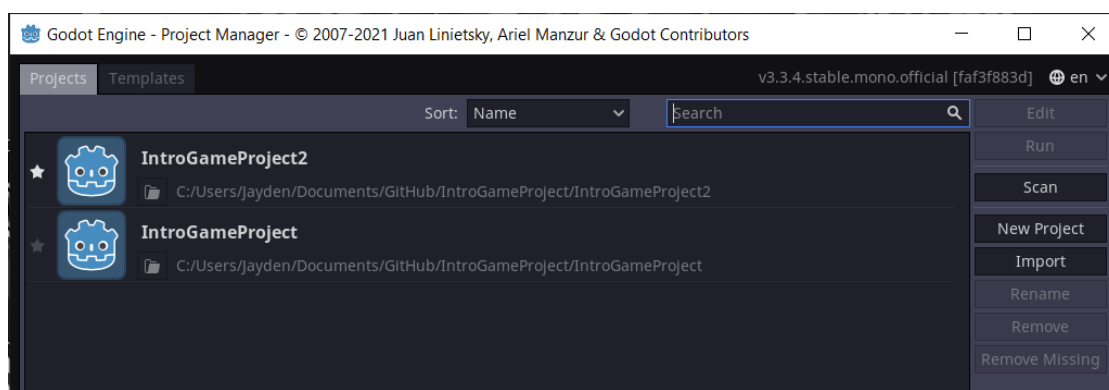 Godot Engine - Project Manager - © 2007-2021 Juan Linietsky, Ariel Manzur & Godot Contributors
Projects Templates v3.3.4.stable.mono.official [faf3f883d] en
Sort: Name Search Edit
Run
IntroGameProject2
C:/Users/Jayden/Documents/GitHub/IntroGameProject/IntroGameProject2
Scan
IntroGameProject
New Project
C:/Users/Jayden/Documents/GitHub/IntroGameProject/IntroGameProject
Import
Rename
Remove
Remove Missing